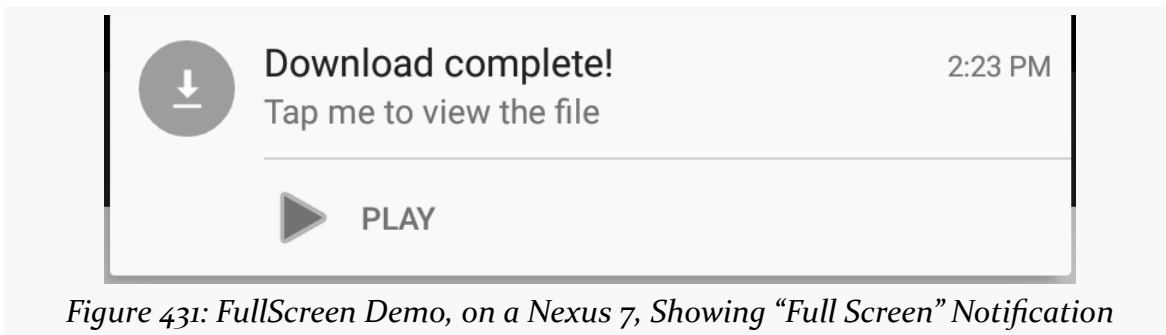 Download complete!
2:23 PM
Tap me to view the file
PLAY
Figure 431: FullScreen Demo, on a Nexus 7, Showing “Full Screen” Notification